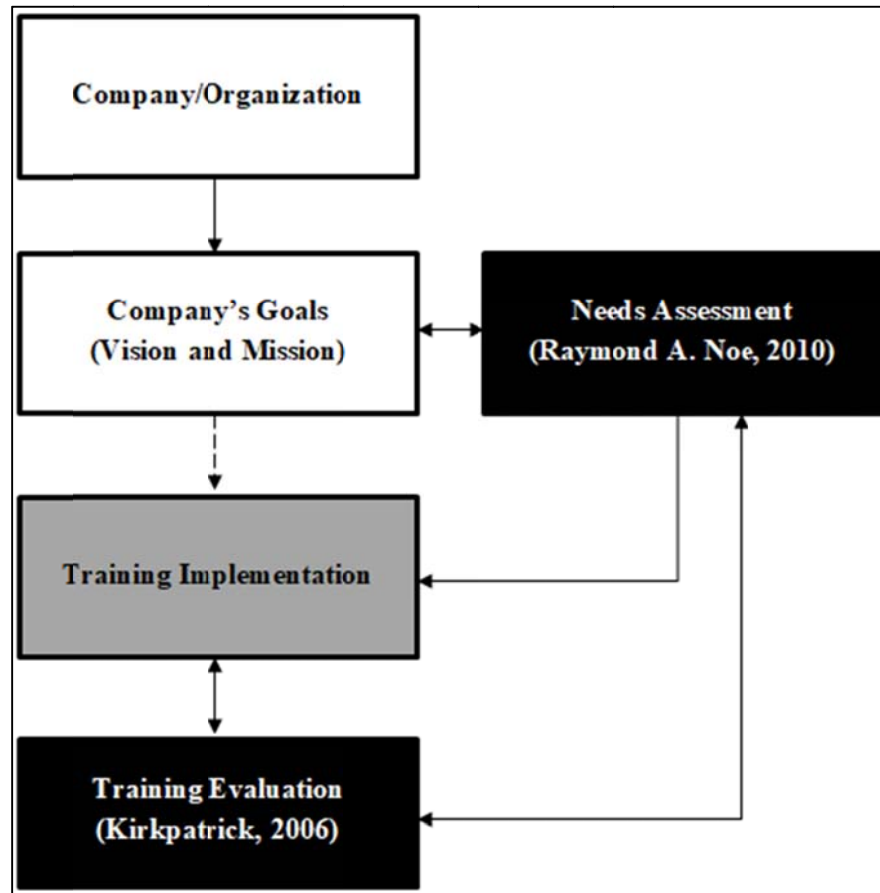 Company/Organization
Company's Goals
(Vision and Mission)
Needs Assessment
(Raymond A. Noe, 2010)
Training Implementation
Training Evaluation
(Kirkpatrick, 2006)